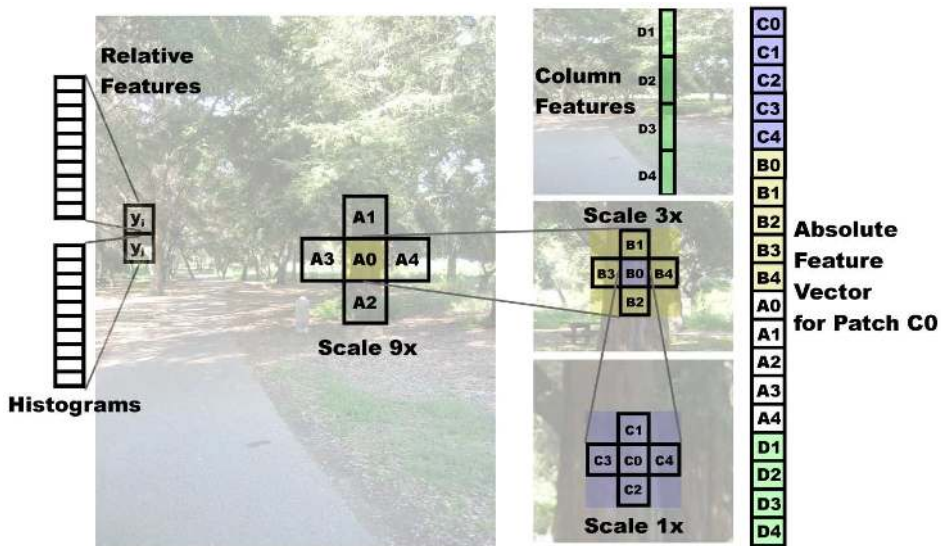 Relative
Features
y_i
y_j
Histograms
A1
A3 A0 A4
A2
Scale 9x
Column
Features
D1
D2
D3
D4
Scale 3x
B1
B3 B0 B4
B2
C1
C3 C0 C4
C2
Scale 1x
C0
C1
C2
C3
C4
B0
B1
B2
B3
B4
A0
A1
A2
A3
A4
D1
D2
D3
D4
Absolute
Feature
Vector
for Patch C0